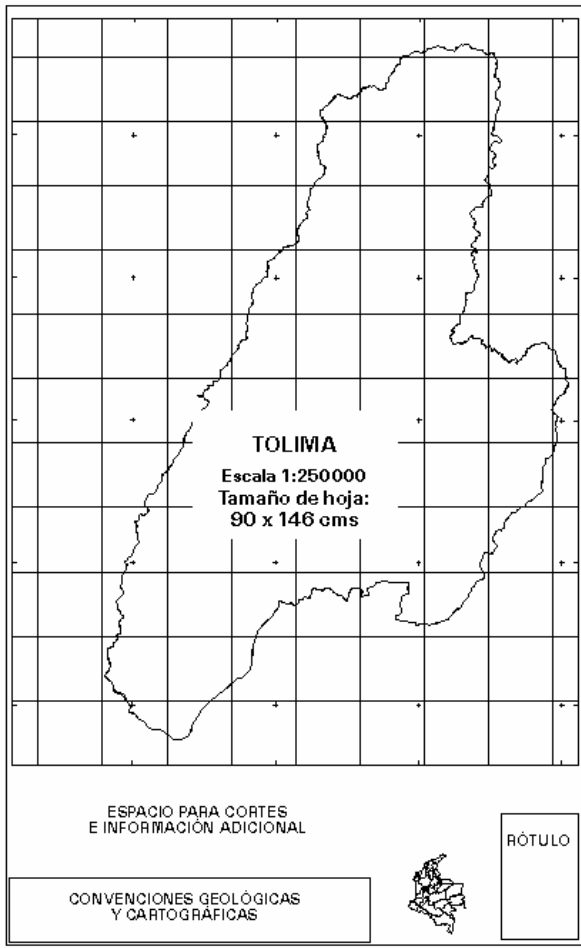 TOLIMA
Escala 1:250000
Tamaño de hoja:
90 x 146 cms
ESPACIO PARA CORTES
E INFORMACIÓN ADICIONAL
RÓTULO
CONVENCIONES GEOLÓGICAS
Y CARTOGRÁFICAS